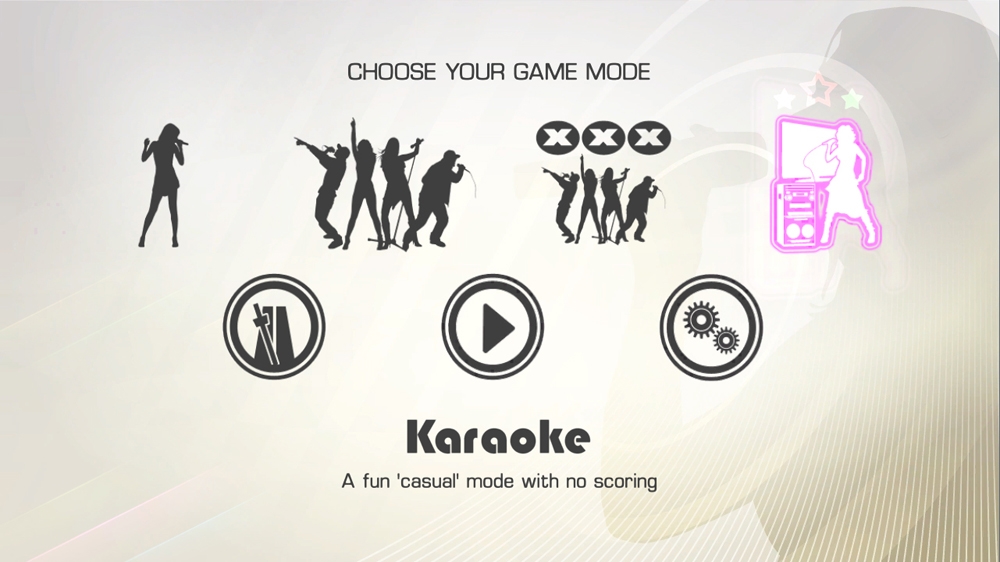 CHOOSE YOUR GAME MODE
X X X
Karaoke
A fun 'casual' mode with no scoring